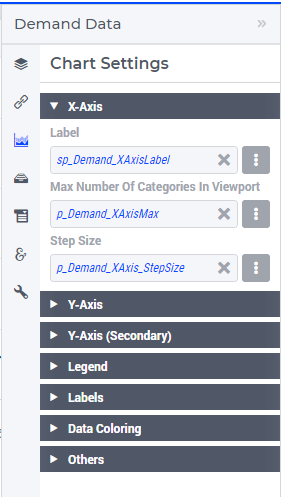 Demand Data
Chart Settings
X-Axis
Label
sp_Demand_XAxisLabel
Max Number Of Categories In Viewport
p_Demand_XAxisMax
Step Size
p_Demand_XAxis_StepSize
Y-Axis
Y-Axis (Secondary)
Legend
Labels
Data Coloring
Others